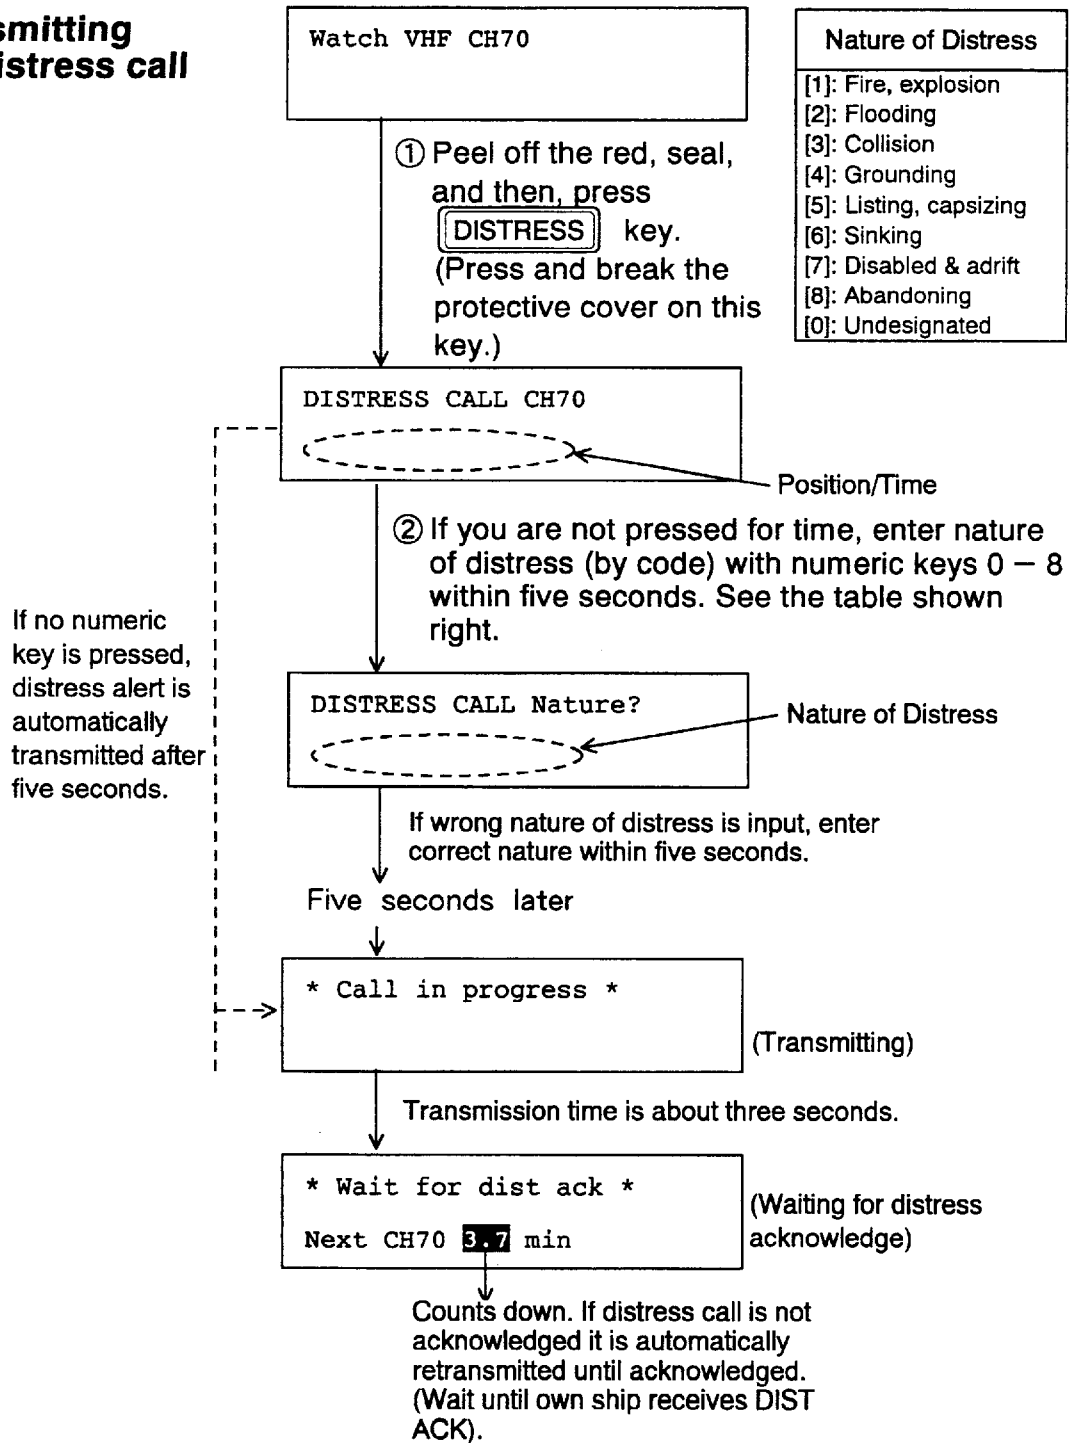 smitting
istress call
Watch VHF CH70
Nature of Distress
[1]: Fire, explosion
[2]: Flooding
[3]: Collision
[4]: Grounding
[5]: Listing, capsizing
[6]: Sinking
[7]: Disabled & adrift
[8]: Abandoning
[0]: Undesignated
① Peel off the red, seal,
and then, press
DISTRESS key.
(Press and break the
protective cover on this
key.)
DISTRESS CALL CH70
Position/Time
② If you are not pressed for time, enter nature
of distress (by code) with numeric keys 0 – 8
within five seconds. See the table shown
right.
If no numeric
key is pressed,
distress alert is
automatically
transmitted after
five seconds.
DISTRESS CALL Nature?
Nature of Distress
If wrong nature of distress is input, enter
correct nature within five seconds.
Five seconds later
* Call in progress *
(Transmitting)
Transmission time is about three seconds.
* Wait for dist ack *
Next CH70 3.7 min
(Waiting for distress
acknowledge)
Counts down. If distress call is not
acknowledged it is automatically
retransmitted until acknowledged.
(Wait until own ship receives DIST
ACK).